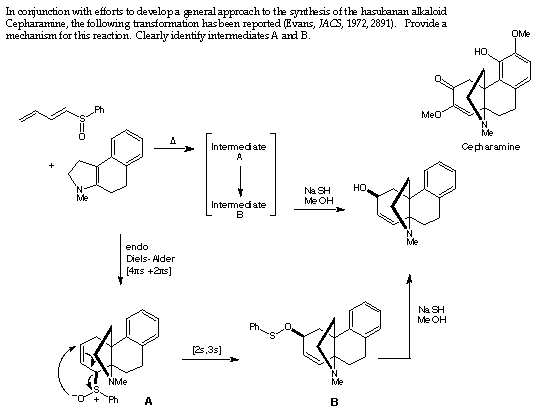 In conjunction with efforts to develop a general approach to the synthesis of the hasubanan alkaloid
Cepharamine, the following transformation has been reported (Evans, JACS, 1972, 2891). Provide a
mechanism for this reaction. Clearly identify intermediates A and B.
OMe
HO
O
MeO
N
Me
Cepharamine
Ph
S
O
+
N
Me
Δ
Intermediate
A
Intermediate
B
NaSH
MeOH
HO
N
Me
endo
Diels-Alder
[4πs +2πs]
NaSH
MeOH
NMe
S
-O
+
Ph
A
[2s,3s]
Ph
S
O
N
Me
B